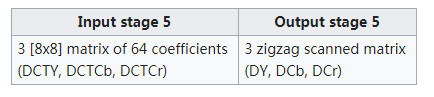 Input stage 5 Output stage 5
3 [8x8] matrix of 64 coefficients 3 zigzag scanned matrix
(DCTY, DCTCb, DCTCr) (DY, DCb, DCr)